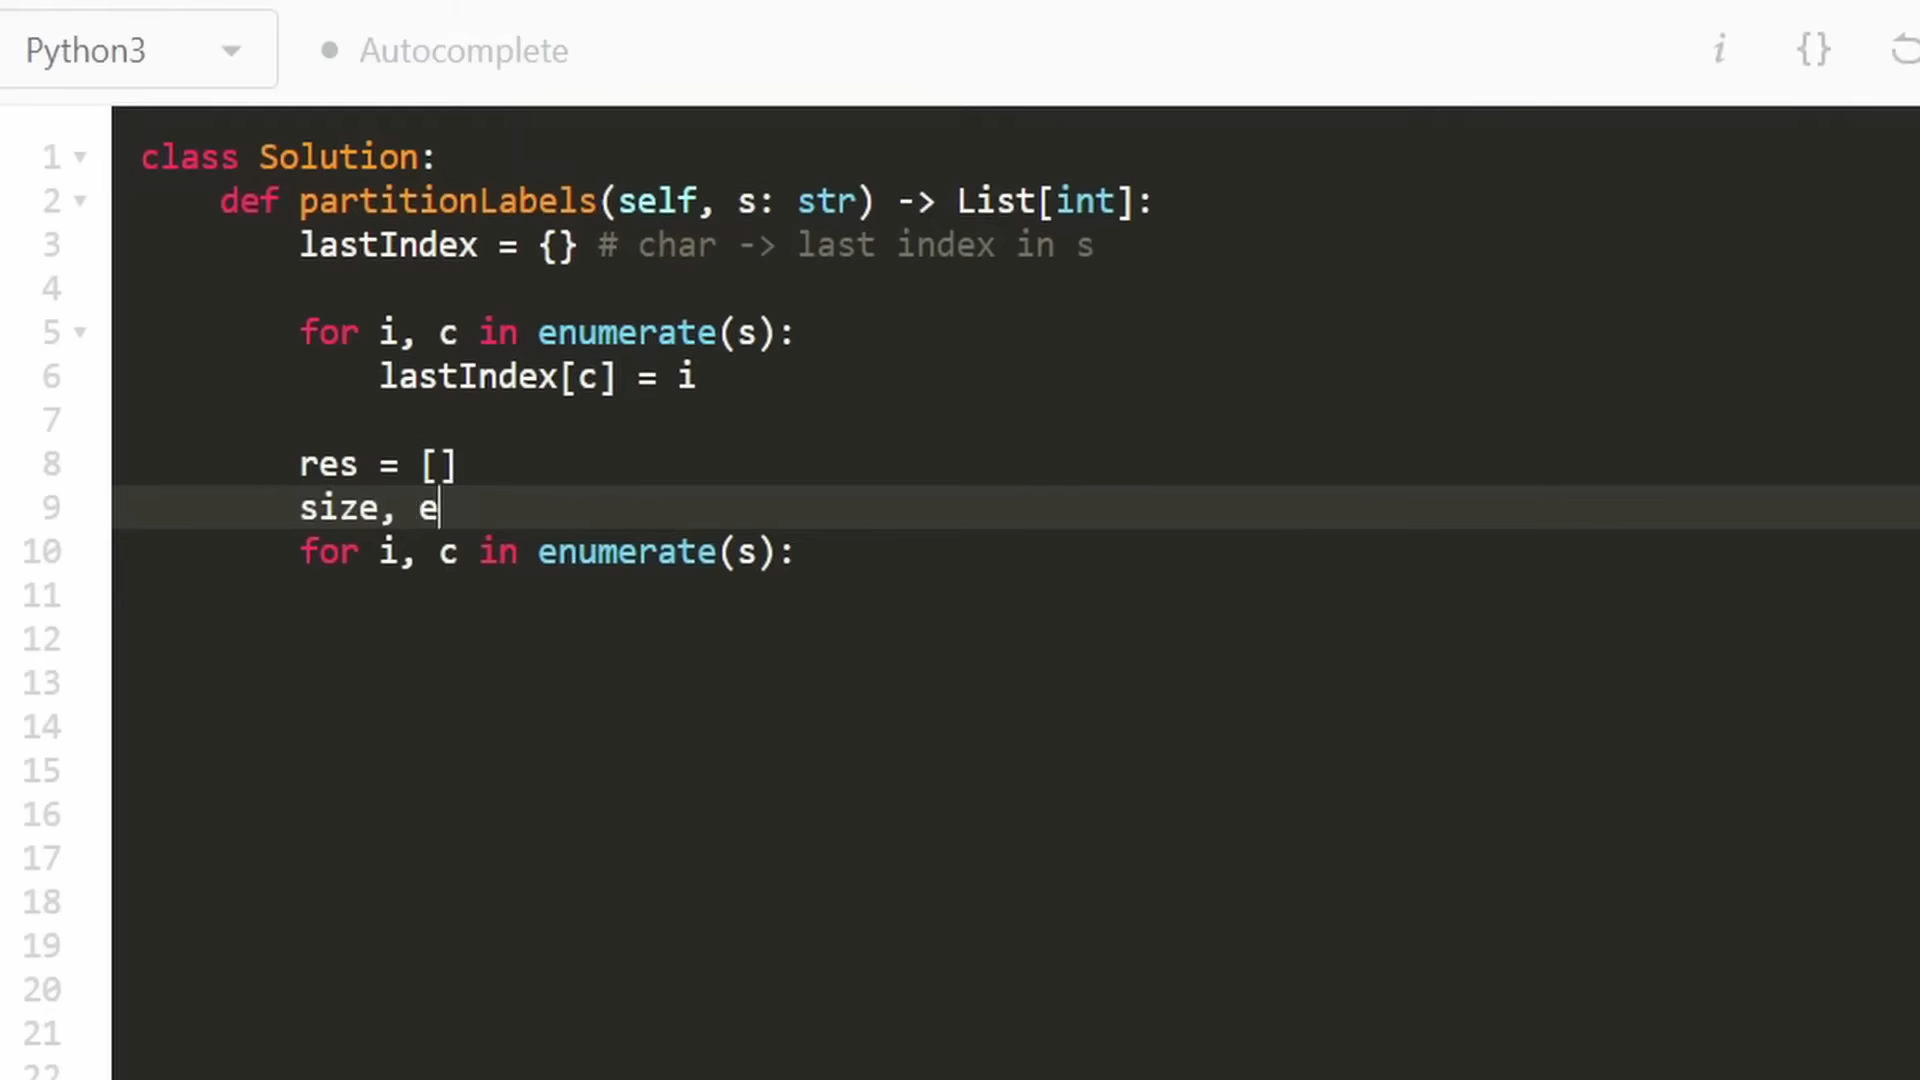 Python3 Autocomplete i {}
1 class Solution:
2 def partitionLabels(self, s: str) -> List[int]:
3 lastIndex = {} # char -> last index in s
4
5 for i, c in enumerate(s):
6 lastIndex[c] = i
7
8 res = []
9 size, e
10 for i, c in enumerate(s):
11
12
13
14
15
16
17
18
19
20
21
22